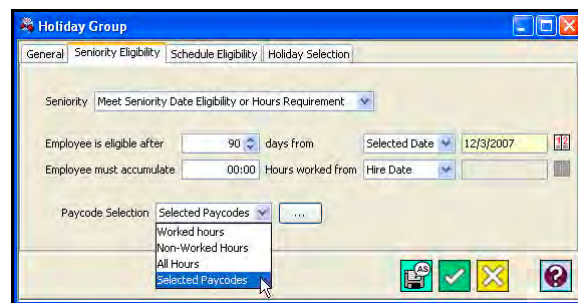 Holiday Group
General Seniority Eligibility Schedule Eligibility Holiday Selection
Seniority Meet Seniority Date Eligibility or Hours Requirement
Employee is eligible after 90 days from Selected Date 12/3/2007
Employee must accumulate 00:00 Hours worked from Hire Date
Paycode Selection Selected Paycodes ...
Worked hours
Non-Worked Hours
All Hours
Selected Paycodes
AS
?